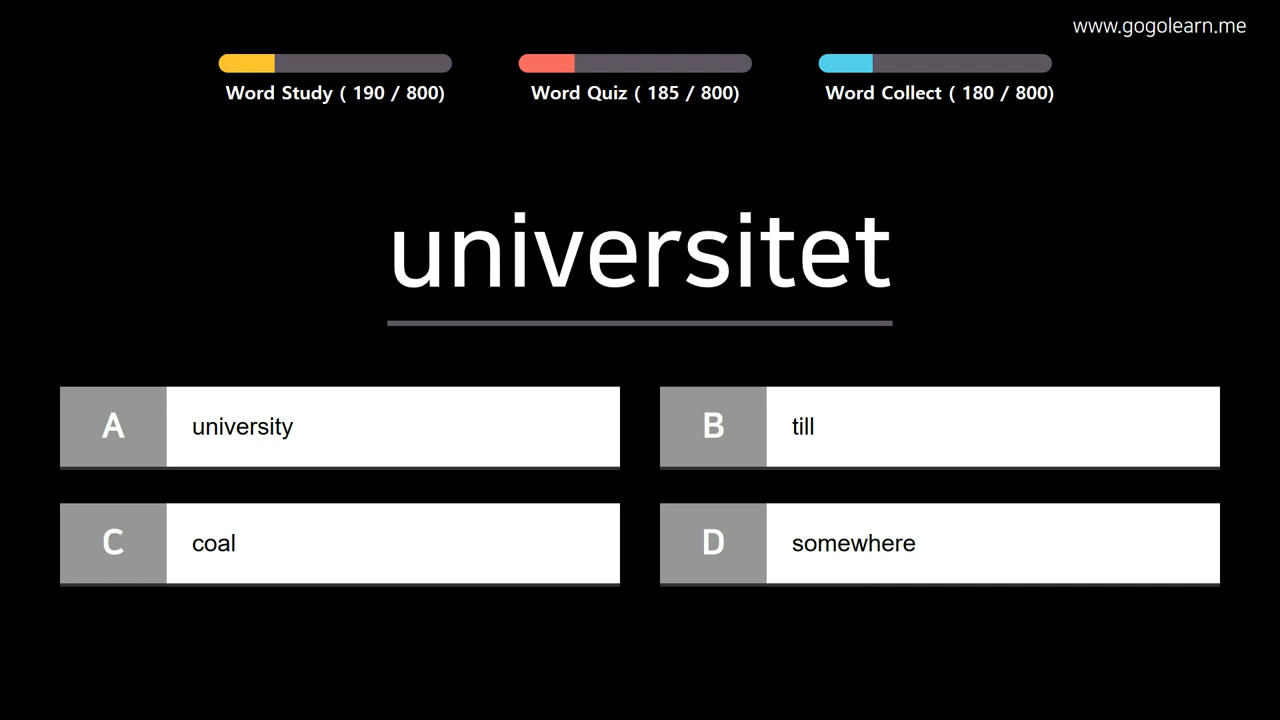 www.gogolearn.me
Word Study ( 190 / 800)
Word Quiz ( 185 / 800)
Word Collect ( 180 / 800)
universitet
A university
B till
C coal
D somewhere